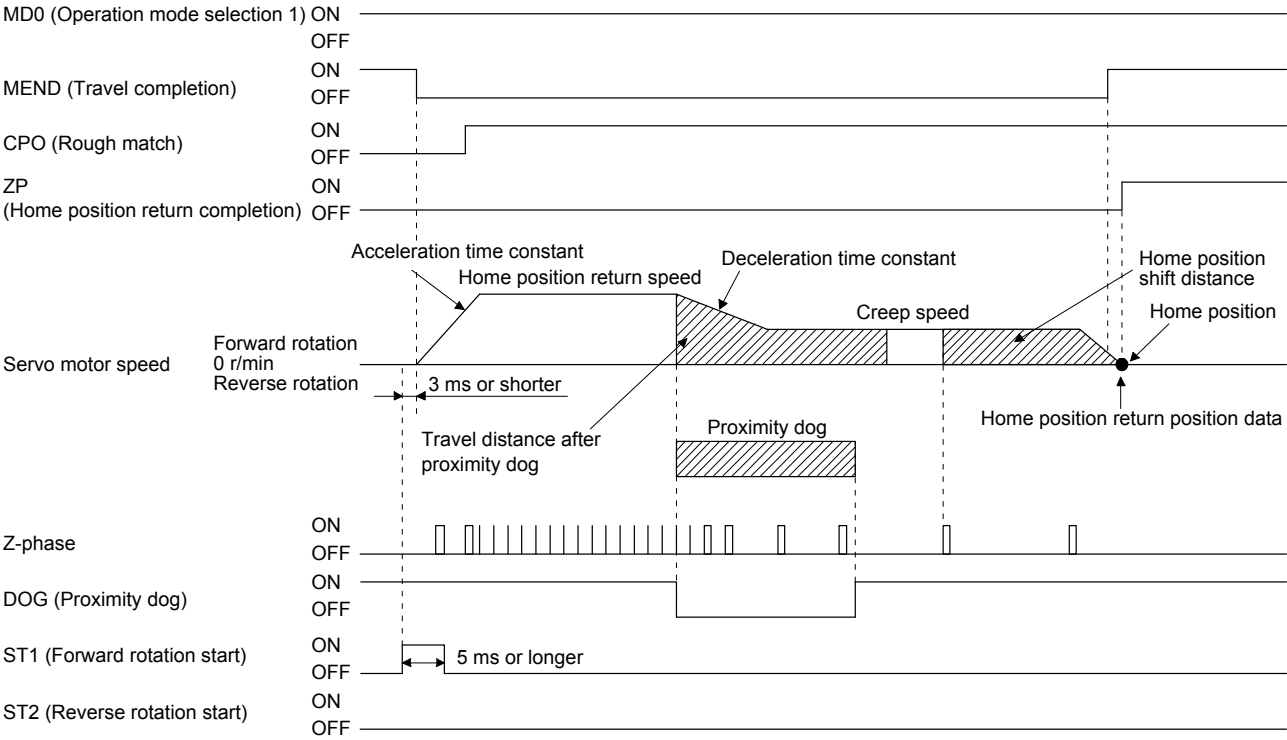 MD0 (Operation mode selection 1) ON
OFF
MEND (Travel completion)
ON
OFF
CPO (Rough match)
ON
OFF
ZP
(Home position return completion)
ON
OFF
Acceleration time constant
Home position return speed
Deceleration time constant
Home position
shift distance
Creep speed
Home position
Servo motor speed
Forward rotation
0 r/min
Reverse rotation
3 ms or shorter
Home position return position data
Travel distance after
proximity dog
Proximity dog
Z-phase
ON
OFF
DOG (Proximity dog)
ON
OFF
ST1 (Forward rotation start)
ON
OFF
5 ms or longer
ST2 (Reverse rotation start)
ON
OFF